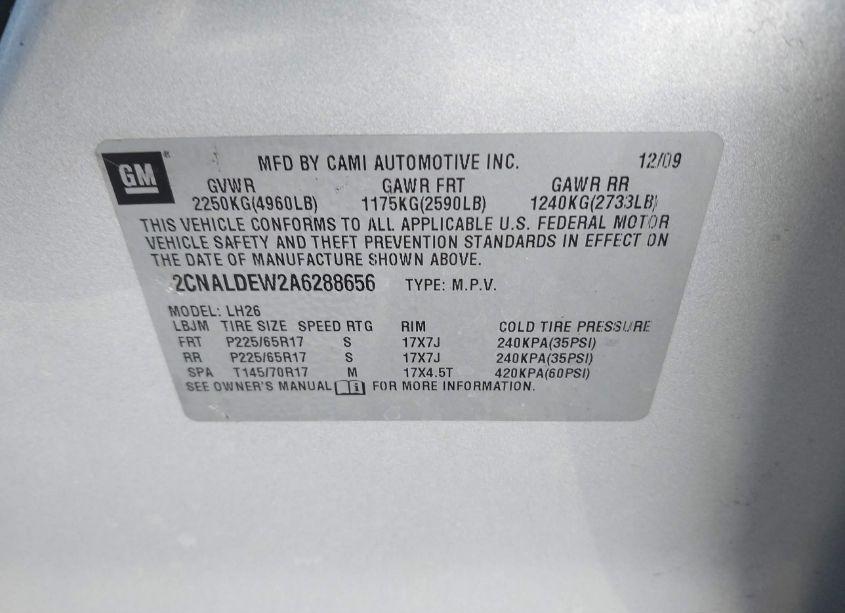 GM® MFD BY CAMI AUTOMOTIVE INC. 12/09
GVWR GAWR FRT GAWR RR
2250KG(4960LB) 1175KG(2590LB) 1240KG(2733LB)
THIS VEHICLE CONFORMS TO ALL APPLICABLE U.S. FEDERAL MOTOR
VEHICLE SAFETY AND THEFT PREVENTION STANDARDS IN EFFECT ON
THE DATE OF MANUFACTURE SHOWN ABOVE.
2CNALDEW2A6288656 TYPE: M.P.V.
MODEL: LH26
LBJM TIRE SIZE SPEED RTG RIM COLD TIRE PRESSURE
FRT P225/65R17 S 17X7J 240KPA(35PSI)
RR P225/65R17 S 17X7J 240KPA(35PSI)
SPA T145/70R17 M 17X4.5T 420KPA(60PSI)
SEE OWNER'S MANUAL i FOR MORE INFORMATION.